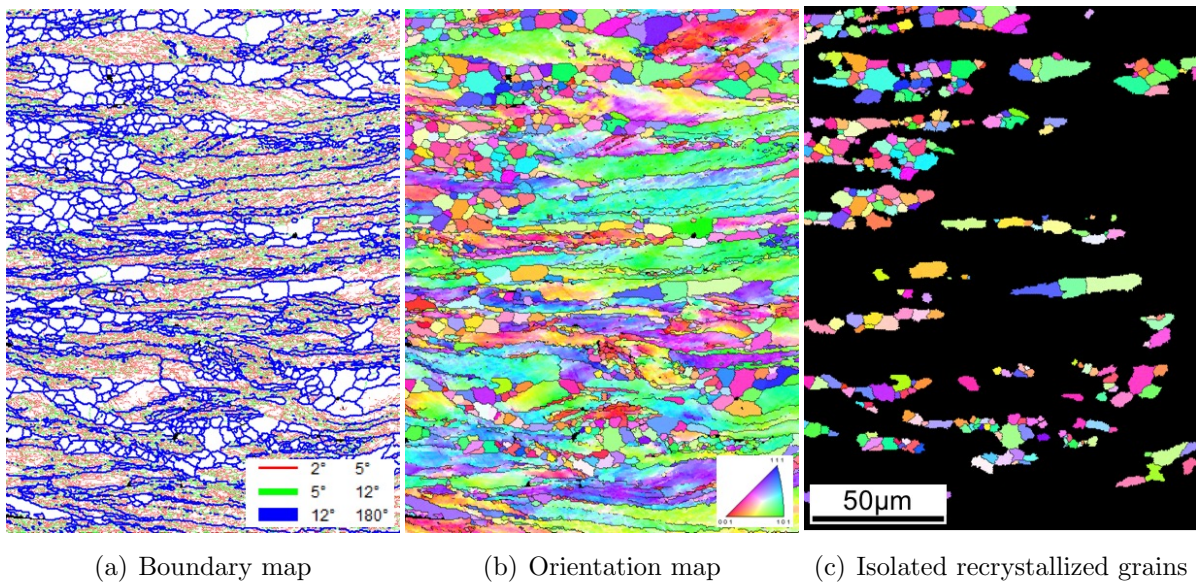 2° 5°
5° 12°
12° 180°
111
001 101
50µm
(a) Boundary map
(b) Orientation map
(c) Isolated recrystallized grains